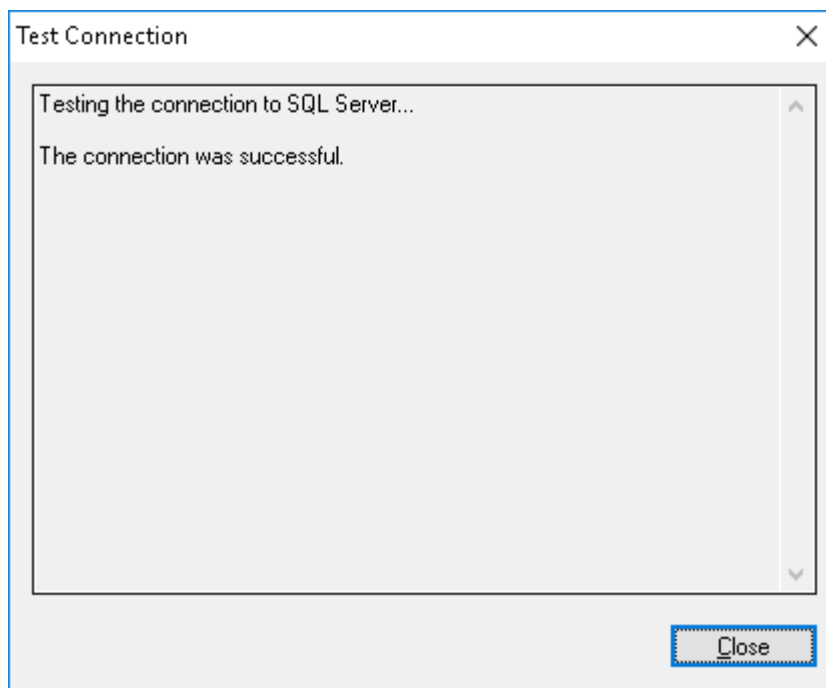 Test Connection
Testing the connection to SQL Server...
The connection was successful.
Close